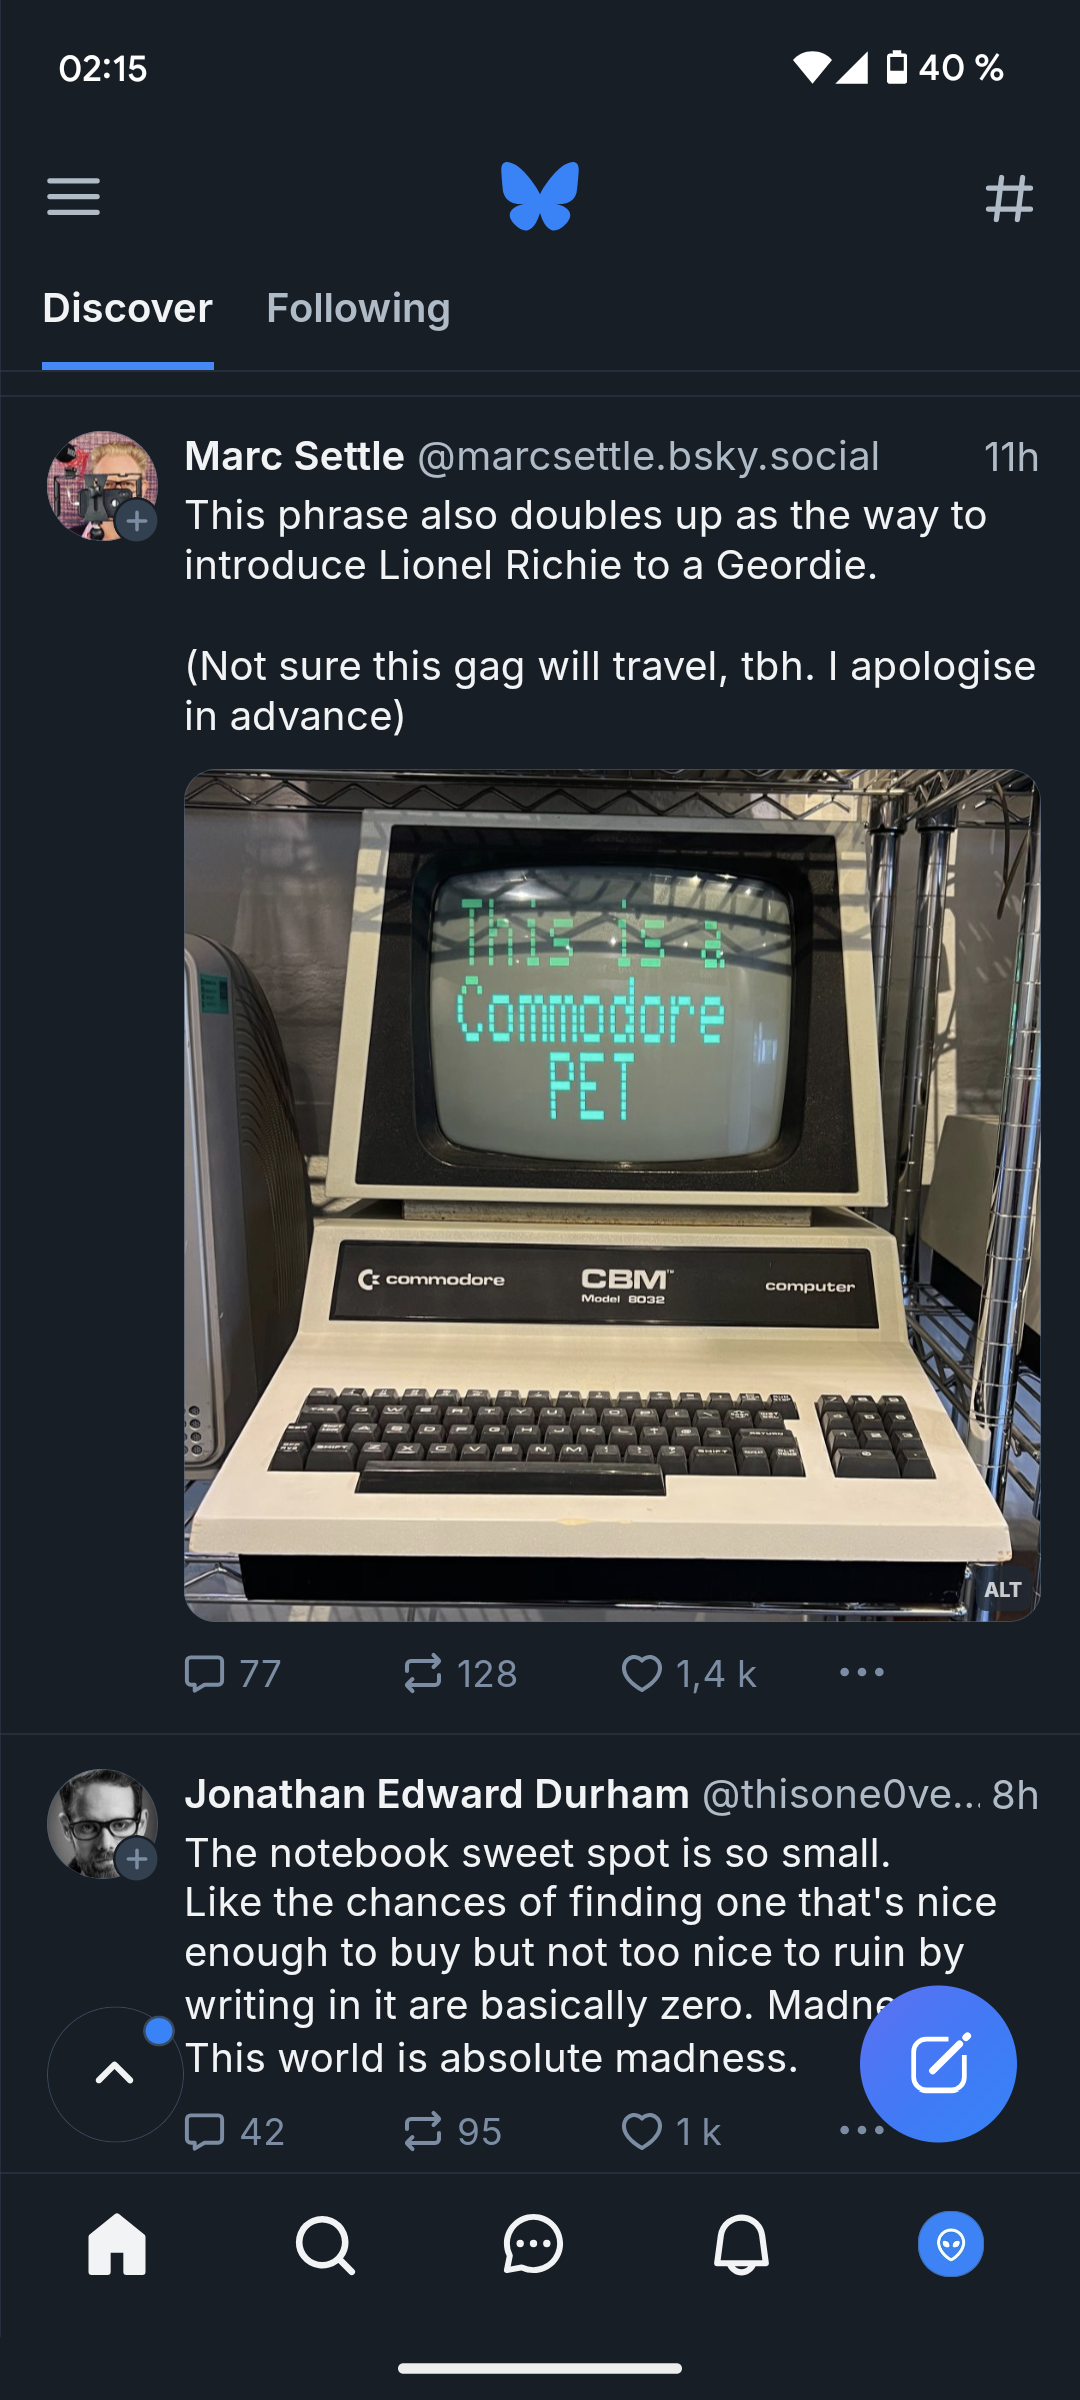 02:15
40 %
Discover Following
Marc Settle @marcsettle.bsky.social 11h
This phrase also doubles up as the way to
introduce Lionel Richie to a Geordie.
(Not sure this gag will travel, tbh. I apologise
in advance)
This is a
Commodore
PET
commodore CBM™ computer
Model 8032
ALT
77 128 1,4 k
Jonathan Edward Durham @thisone0ve... 8h
The notebook sweet spot is so small.
Like the chances of finding one that's nice
enough to buy but not too nice to ruin by
writing in it are basically zero. Madne
This world is absolute madness.
42 95 1 k